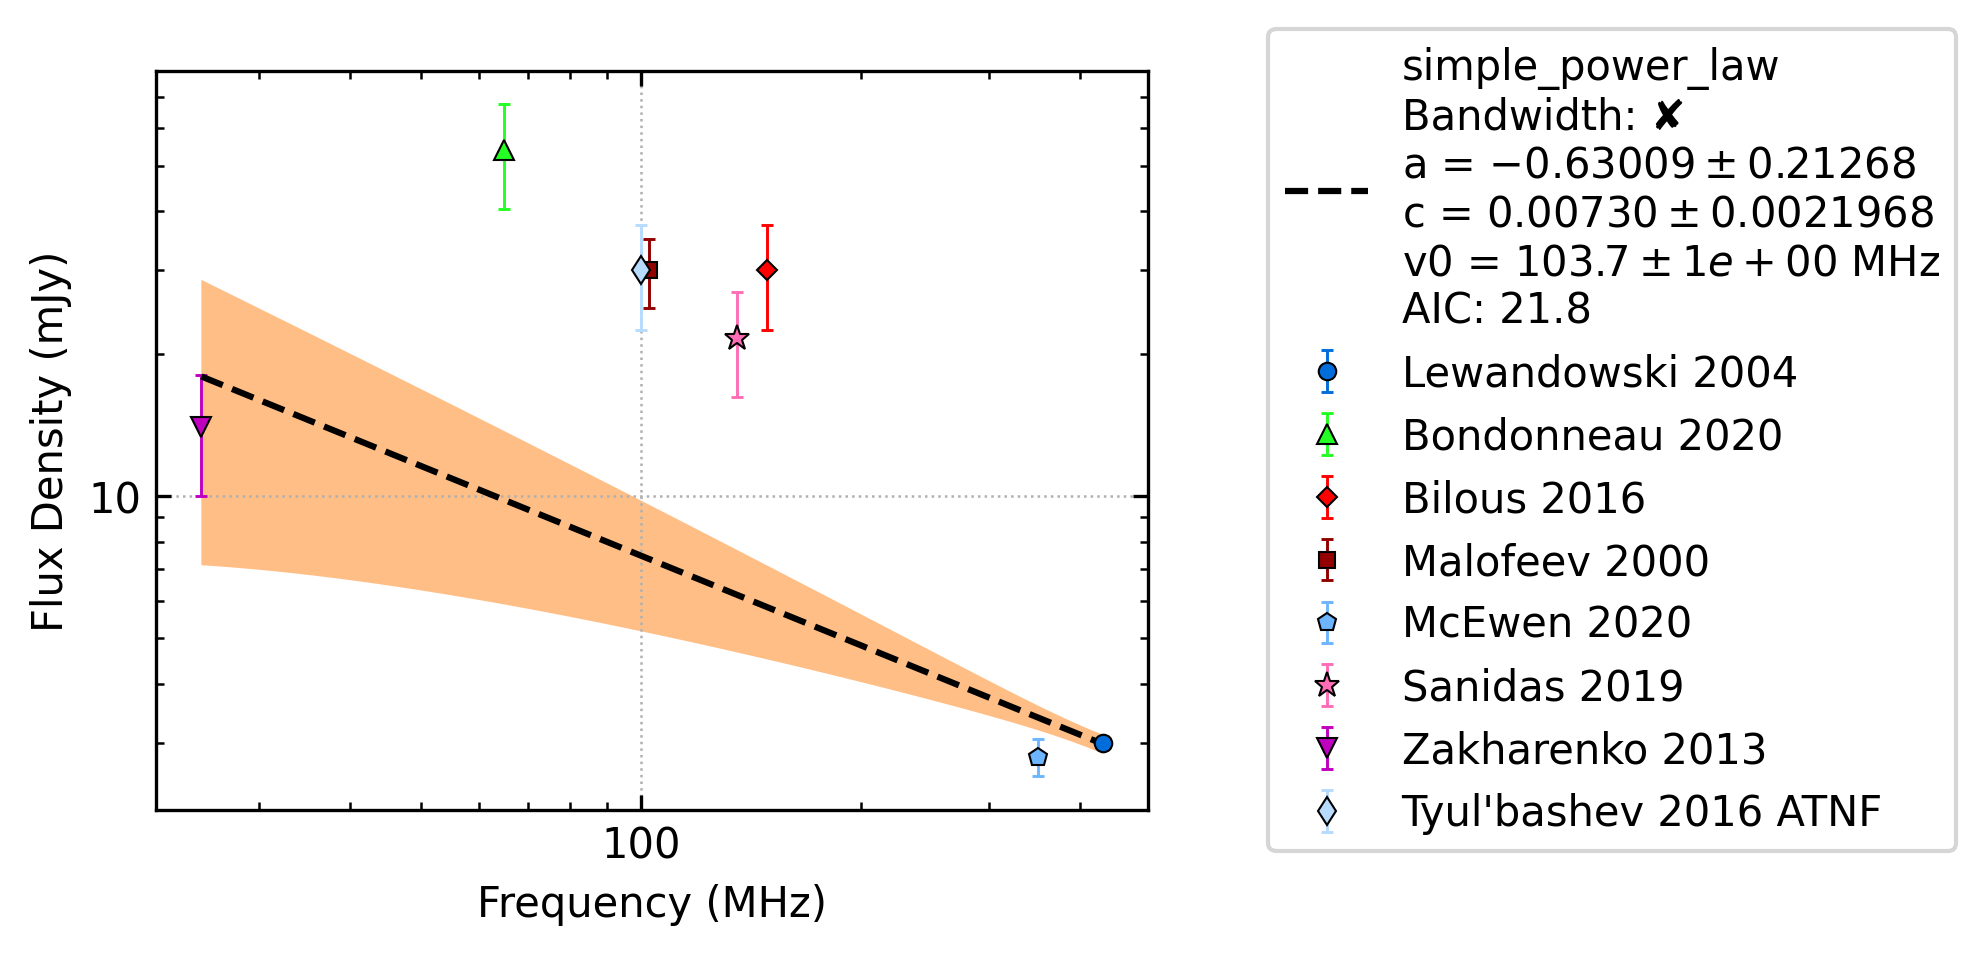 Flux Density (mJy)
10
100
Frequency (MHz)
simple_power_law
Bandwidth: ✘
a = −0.63009 ± 0.21268
c = 0.00730 ± 0.0021968
v0 = 103.7 ± 1e + 00 MHz
AIC: 21.8
Lewandowski 2004
Bondonneau 2020
Bilous 2016
Malofeev 2000
McEwen 2020
Sanidas 2019
Zakharenko 2013
Tyul'bashev 2016 ATNF